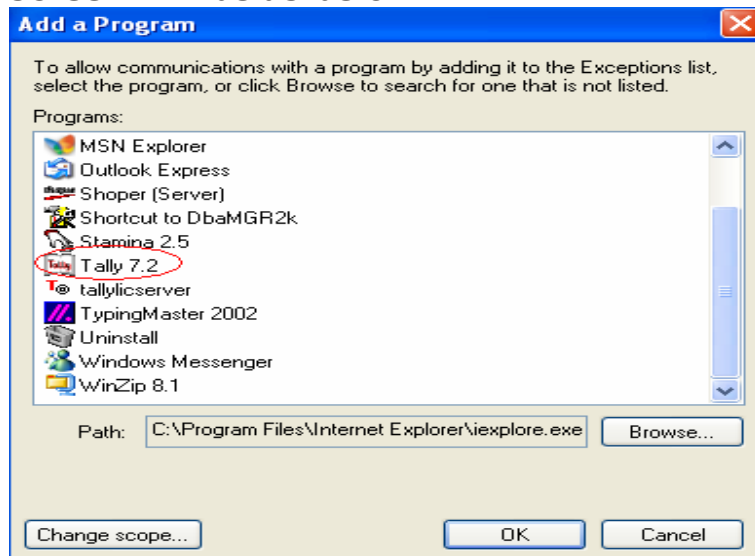 Add a Program
To allow communications with a program by adding it to the Exceptions list,
select the program, or click Browse to search for one that is not listed.
Programs:
MSN Explorer
Outlook Express
Shoper (Server)
Shortcut to DbaMGR2k
Stamina 2.5
Tally 7.2
tallylicserver
TypingMaster 2002
Uninstall
Windows Messenger
WinZip 8.1
Path: C:\Program Files\Internet Explorer\iexplore.exe Browse...
Change scope... OK Cancel